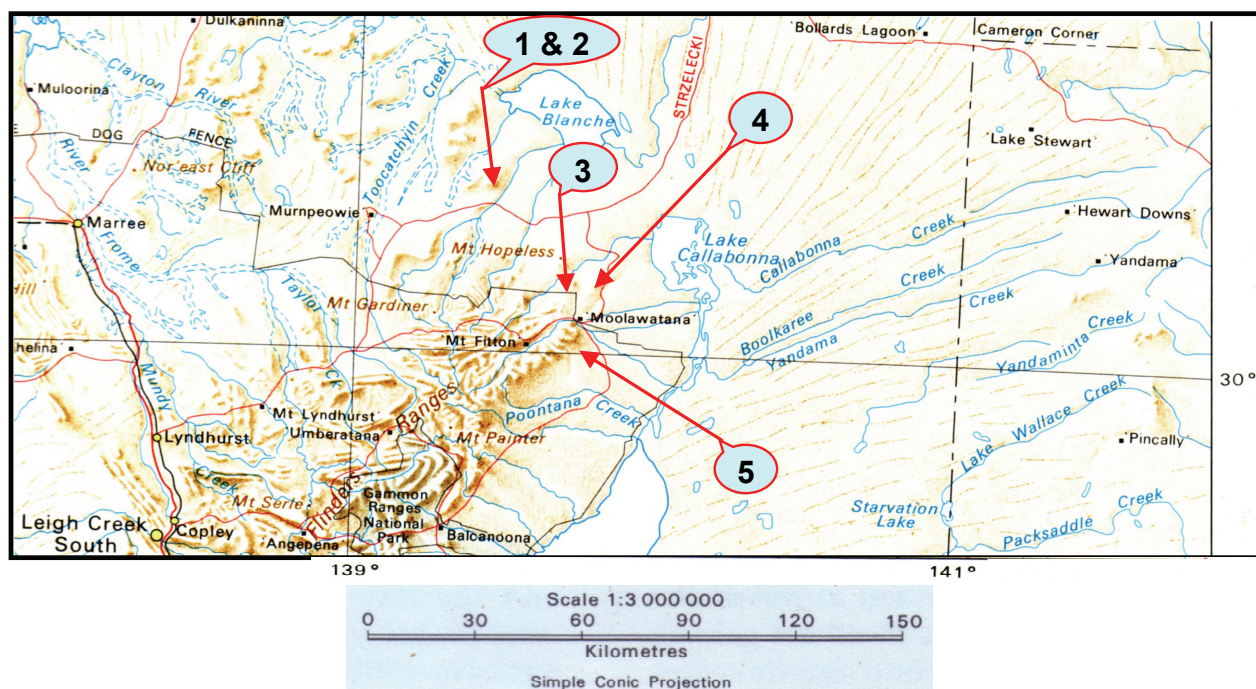 Dulkaninna
1 & 2
Bollards Lagoon
Cameron Corner
Clayton River
Muloorina
Toocatchyin Creek
Lake Blanche
STRZELECKI
4
Lake Stewart
DOG FENCE
River
Nor'east Cliff
3
Murnpeowie
Hewart Downs
Marree
Frome
Mt Hopeless
Lake Callabonna
Callabonna Creek
Yandama
Hill
Taylor Ck
Mt Gardiner
Moolawatana
Boolkaree Creek
Yandama Creek
Mt Fitton
helina
Yandaminta Creek
30°
Mundy
Mt Lyndhurst
Ranges
Poontana Creek
Lake Wallace Creek
Umberatana
Mt Painter
Lyndhurst
5
Pincally
Creek
Mt Serle
Flinders
Gammon Ranges National Park
Starvation Lake
Packsaddle Creek
Leigh Creek South
Copley
Angepena
Balcanoona
139°
141°
Scale 1:3 000 000
0 30 60 90 120 150
Kilometres
Simple Conic Projection